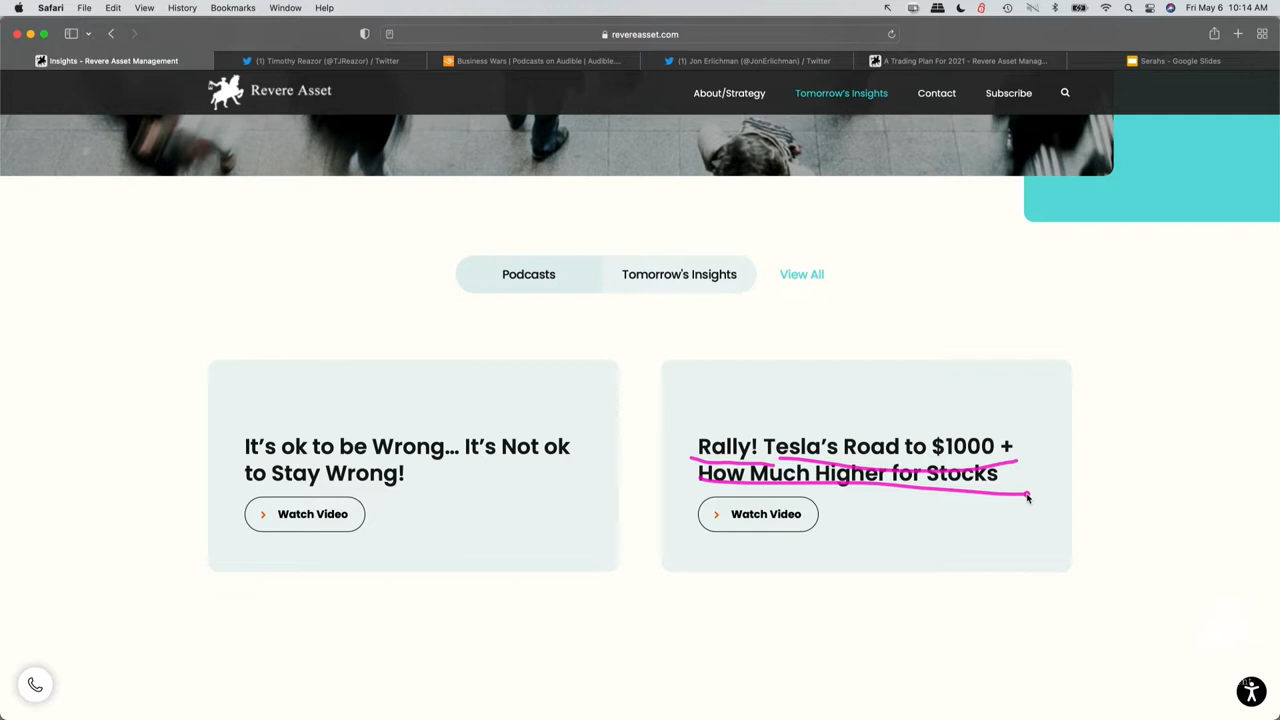 Safari File Edit View History Bookmarks Window Help Fri May 6 10:14 AM
revereasset.com
Insights - Revere Asset Management (1) Timothy Reazor (@TJReazor) / Twitter Business Wars | Podcasts on Audible | Audible.... (1) Jon Erlichman (@JonErlichman) / Twitter A Trading Plan For 2021 - Revere Asset Manag... Serahs - Google Slides
Revere Asset About/Strategy Tomorrow's Insights Contact Subscribe
Podcasts Tomorrow's Insights View All
It's ok to be Wrong... It's Not ok
to Stay Wrong!
Watch Video
Rally! Tesla's Road to $1000 +
How Much Higher for Stocks
Watch Video